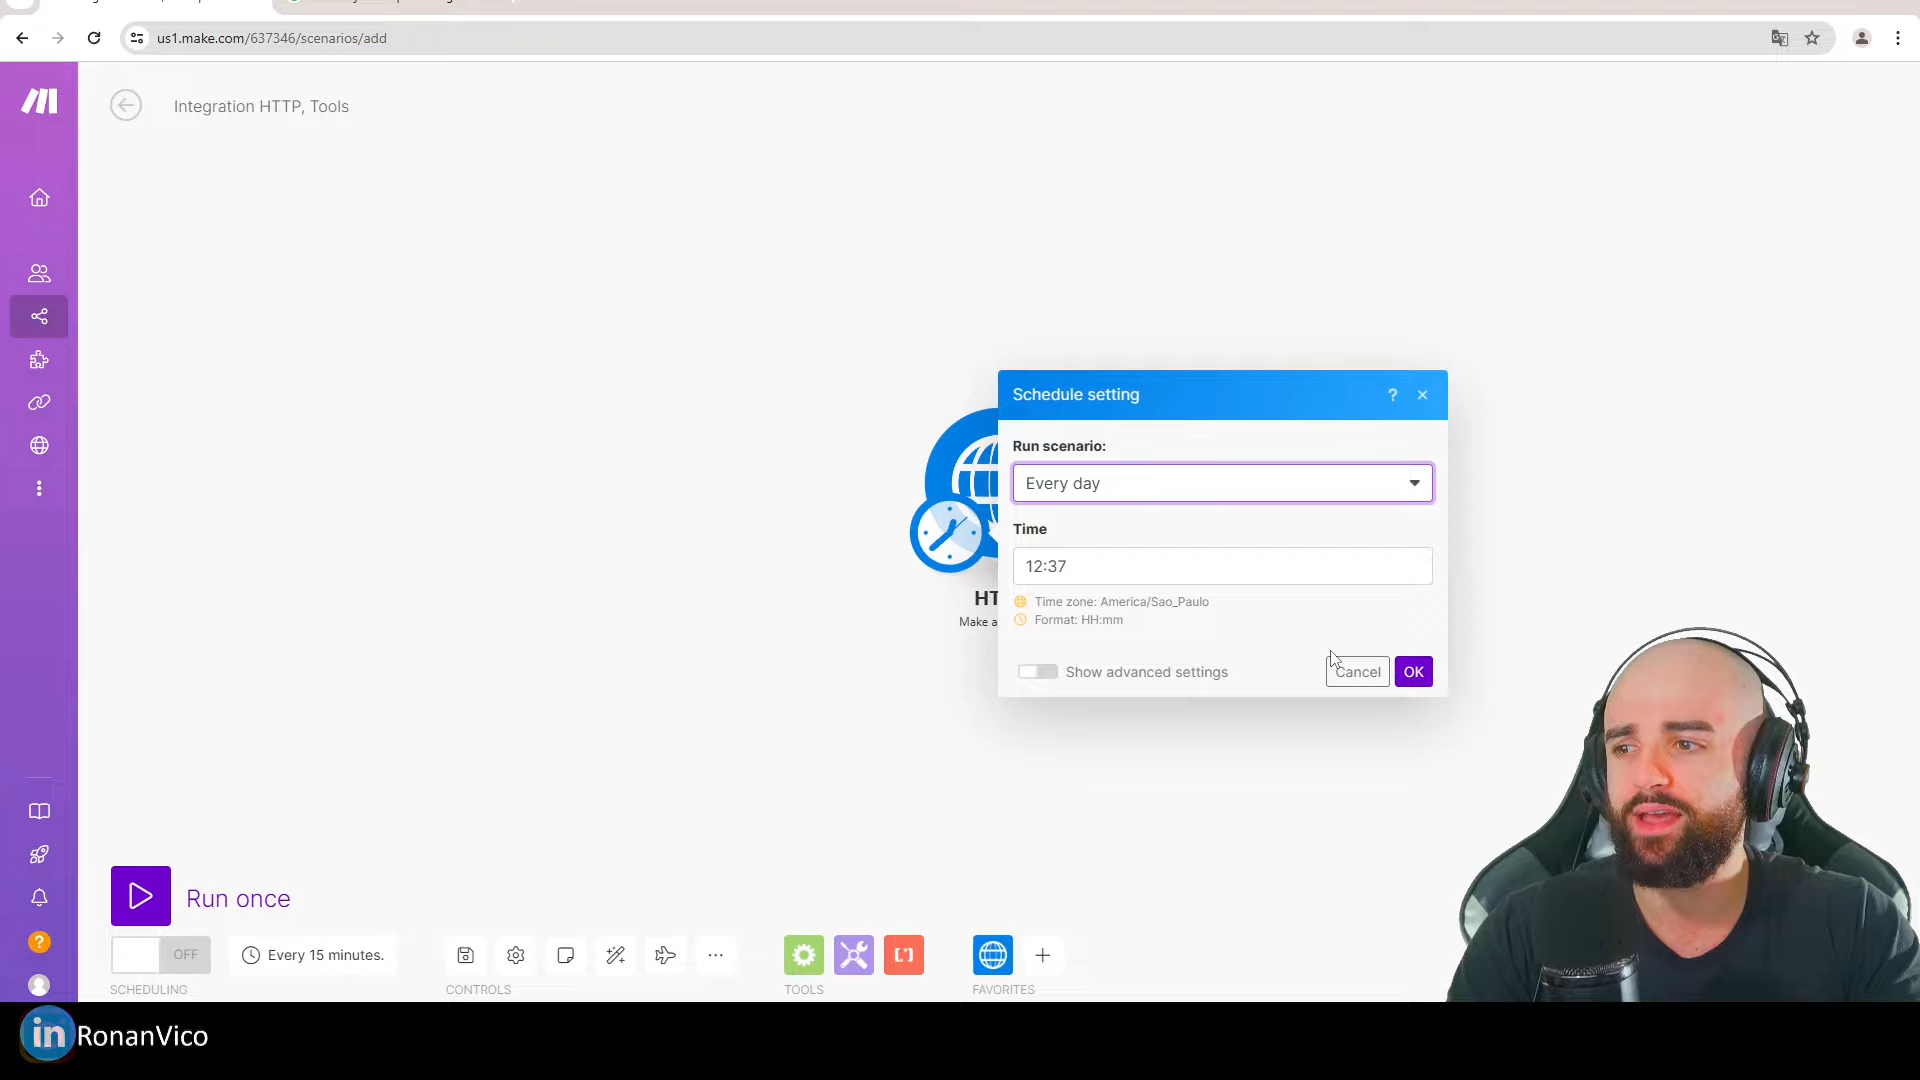 us1.make.com/637346/scenarios/add
Integration HTTP, Tools
Schedule setting
?
Run scenario:
Every day
Time
12:37
Time zone: America/Sao_Paulo
Format: HH:mm
Show advanced settings
Cancel
OK
Make a
Run once
OFF
Every 15 minutes.
SCHEDULING
CONTROLS
TOOLS
FAVORITES
?
in RonanVico